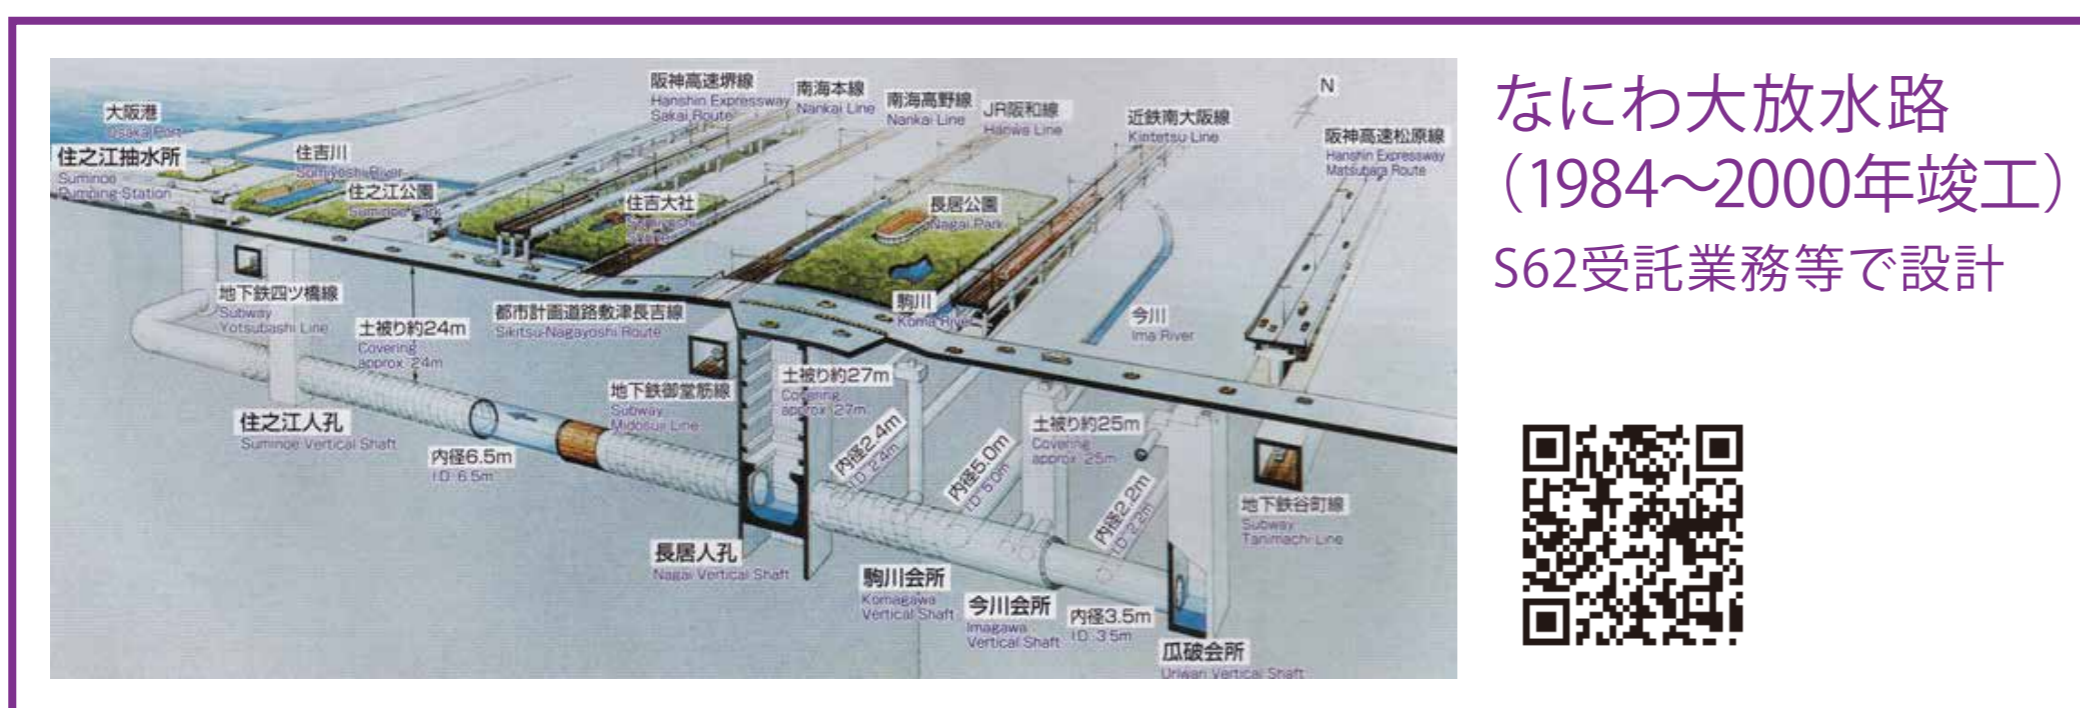 大阪港
Osaka Port
住之江抽水所
Suminoe
Pumping Station
住吉川
Sumiyoshi River
住之江公園
Suminoe Park
阪神高速堺線
Hanshin Expressway
Sakai Route
南海本線
Nankai Line
南海高野線
Nankai Line
JR阪和線
Hanwa Line
近鉄南大阪線
Kintetsu Line
N
阪神高速松原線
Hanshin Expressway
Matsubara Route
住吉大社
長居公園
Nagai Park
地下鉄四ツ橋線
Subway
Yotsubashi Line
土被り約24m
Covering
approx 24m
都市計画道路敷津長吉線
Sikitsu-Nagayoshi Route
駒川
Koma River
今川
Ima River
地下鉄御堂筋線
Subway
Midosuji Line
土被り約27m
Covering
approx 27m
住之江人孔
Suminoe Vertical Shaft
内径6.5m
I.D 6.5m
内径2.4m
I.D 2.4m
内径5.0m
I.D 5.0m
土被り約25m
Covering
approx 25m
内径2.2m
I.D 2.2m
地下鉄谷町線
Subway
Tanimachi Line
長居人孔
Nagai Vertical Shaft
駒川会所
Komagawa
Vertical Shaft
今川会所
Imagawa
Vertical Shaft
内径3.5m
I.D 3.5m
瓜破会所
Uriwari Vertical Shaft
なにわ大放水路
（1984～2000年竣工）
S62受託業務等で設計